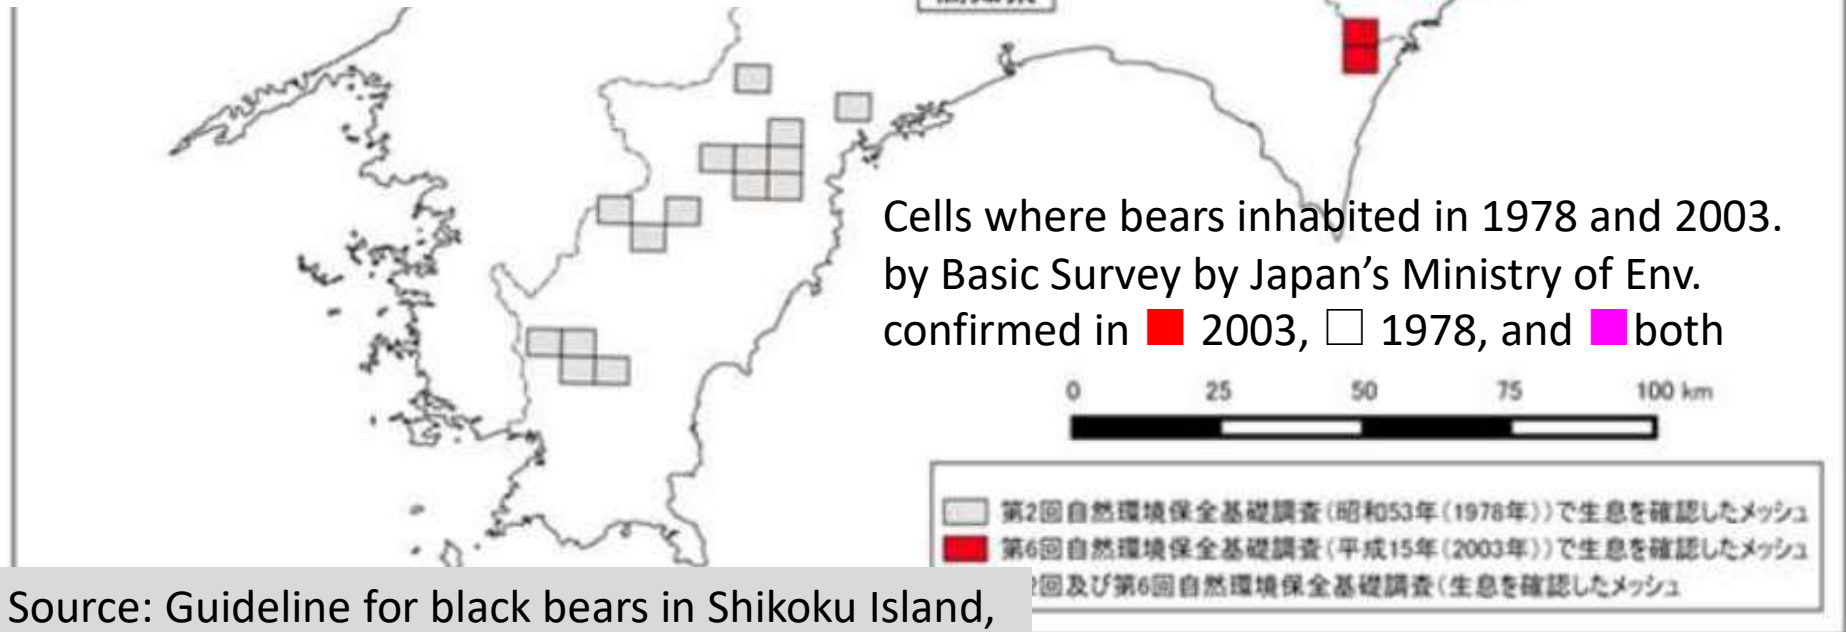 Cells where bears inhabited in 1978 and 2003.
by Basic Survey by Japan's Ministry of Env.
confirmed in 2003, 1978, and both
0 25 50 75 100 km
第2回自然環境保全基礎調査(昭和53年(1978年))で生息を確認したメッシュ
第6回自然環境保全基礎調査(平成15年(2003年))で生息を確認したメッシュ
回及び第6回自然環境保全基礎調査(生息を確認したメッシュ
Source: Guideline for black bears in Shikoku Island,